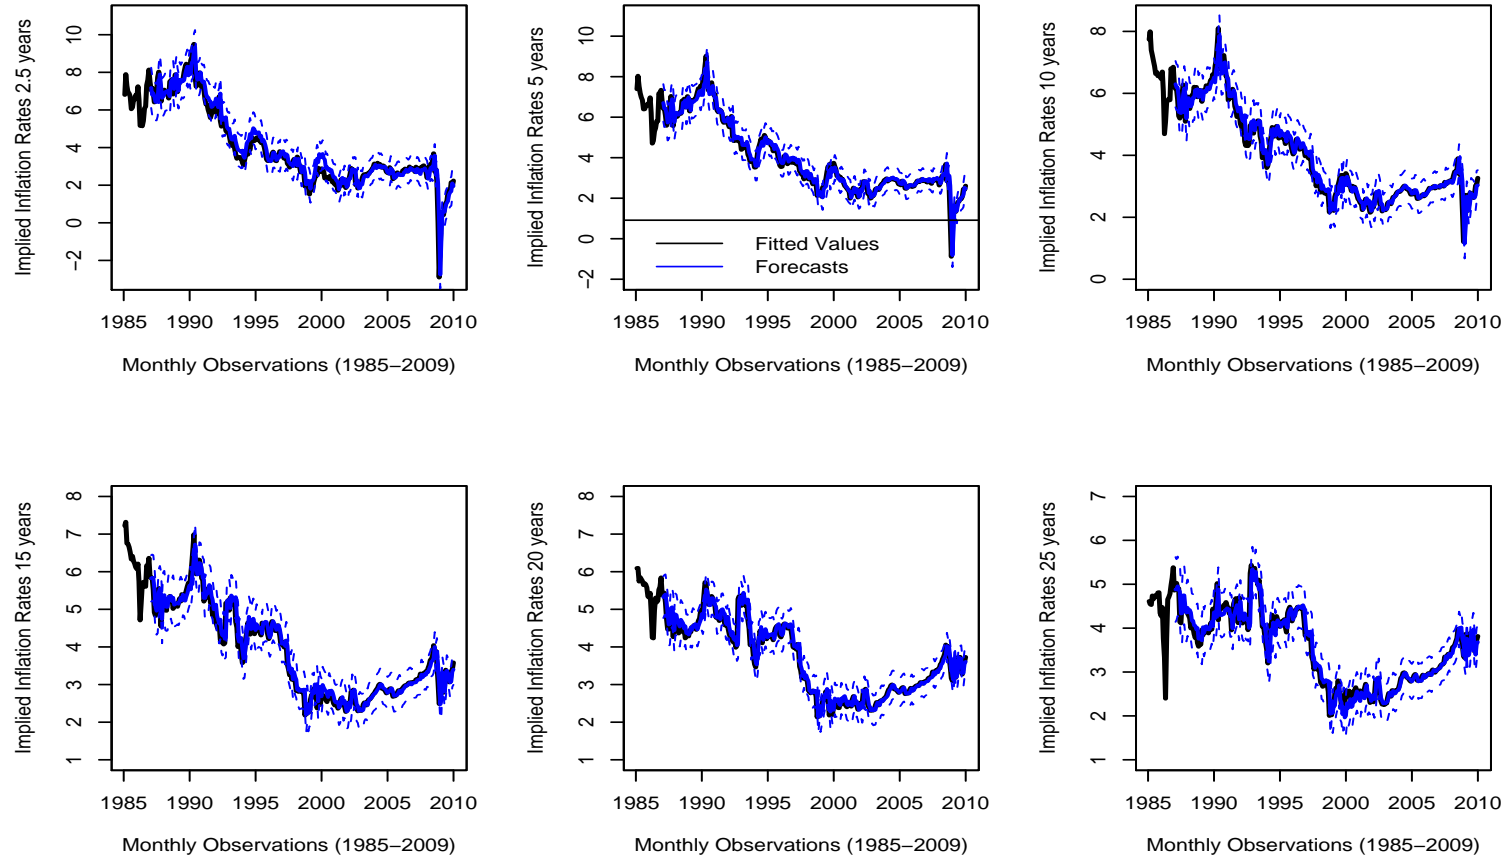 Implied Inflation Rates 2.5 years
10
8
6
4
2
0
−2
1985 1990 1995 2000 2005 2010
Monthly Observations (1985−2009)
Implied Inflation Rates 5 years
10
8
6
4
2
0
−2
Fitted Values
Forecasts
1985 1990 1995 2000 2005 2010
Monthly Observations (1985−2009)
Implied Inflation Rates 10 years
8
6
4
2
0
1985 1990 1995 2000 2005 2010
Monthly Observations (1985−2009)
Implied Inflation Rates 15 years
8
7
6
5
4
3
2
1
1985 1990 1995 2000 2005 2010
Monthly Observations (1985−2009)
Implied Inflation Rates 20 years
8
7
6
5
4
3
2
1
1985 1990 1995 2000 2005 2010
Monthly Observations (1985−2009)
Implied Inflation Rates 25 years
7
6
5
4
3
2
1
1985 1990 1995 2000 2005 2010
Monthly Observations (1985−2009)